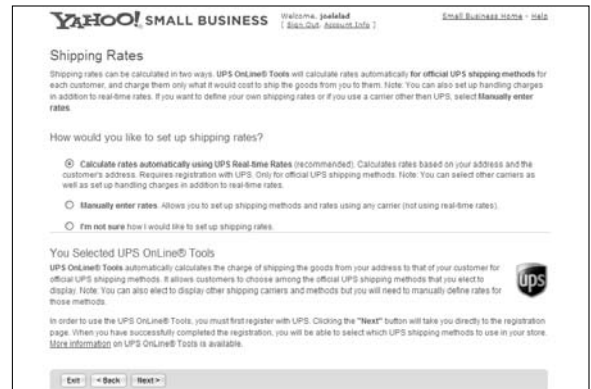 YAHOO! SMALL BUSINESS Welcome, joelelad Small Business Home - Help
[ Sign Out, Account Info ]
Shipping Rates
Shipping rates can be calculated in two ways. UPS OnLine® Tools will calculate rates automatically for official UPS shipping methods for
each customer, and charge them only what it would cost to ship the goods from you to them. Note: You can also set up handling charges
in addition to real-time rates. If you want to define your own shipping rates or if you use a carrier other then UPS, select Manually enter
rates.
How would you like to set up shipping rates?
Calculate rates automatically using UPS Real-time Rates (recommended). Calculates rates based on your address and the
customer's address. Requires registration with UPS. Only for official UPS shipping methods. Note: You can select other carriers as
well as set up handling charges in addition to real-time rates.
Manually enter rates. Allows you to set up shipping methods and rates using any carrier (not using real-time rates).
I'm not sure how I would like to set up shipping rates.
You Selected UPS OnLine® Tools
UPS OnLine® Tools automatically calculates the charge of shipping the goods from your address to that of your customer for
official UPS shipping methods. It allows customers to choose among the official UPS shipping methods that you elect to
display. Note: You can also elect to display other shipping carriers and methods but you will need to manually define rates for
those methods.
ups
In order to use the UPS OnLine® Tools, you must first register with UPS. Clicking the "Next" button will take you directly to the registration
page. When you have successfully completed the registration, you will be able to select which UPS shipping methods to use in your store.
More information on UPS OnLine® Tools is available.
Exit < Back Next >